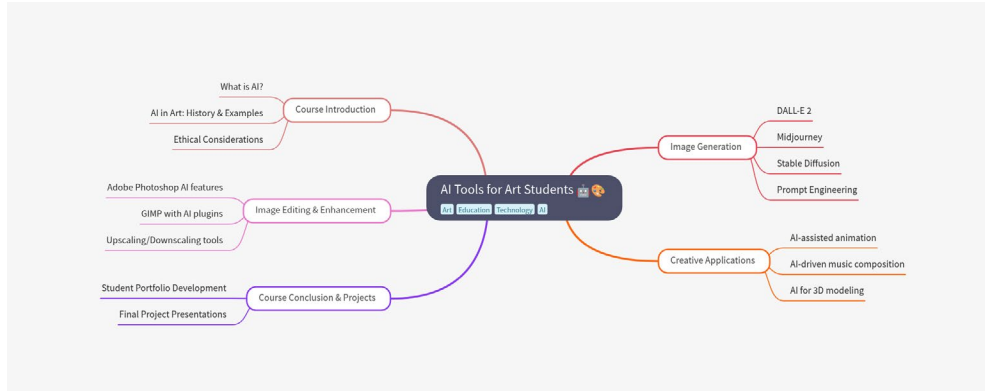 AI Tools for Art Students 🤖🎨
Art Education Technology AI
Course Introduction
What is AI?
AI in Art: History & Examples
Ethical Considerations
Image Editing & Enhancement
Adobe Photoshop AI features
GIMP with AI plugins
Upscaling/Downscaling tools
Course Conclusion & Projects
Student Portfolio Development
Final Project Presentations
Image Generation
DALL-E 2
Midjourney
Stable Diffusion
Prompt Engineering
Creative Applications
AI-assisted animation
AI-driven music composition
AI for 3D modeling